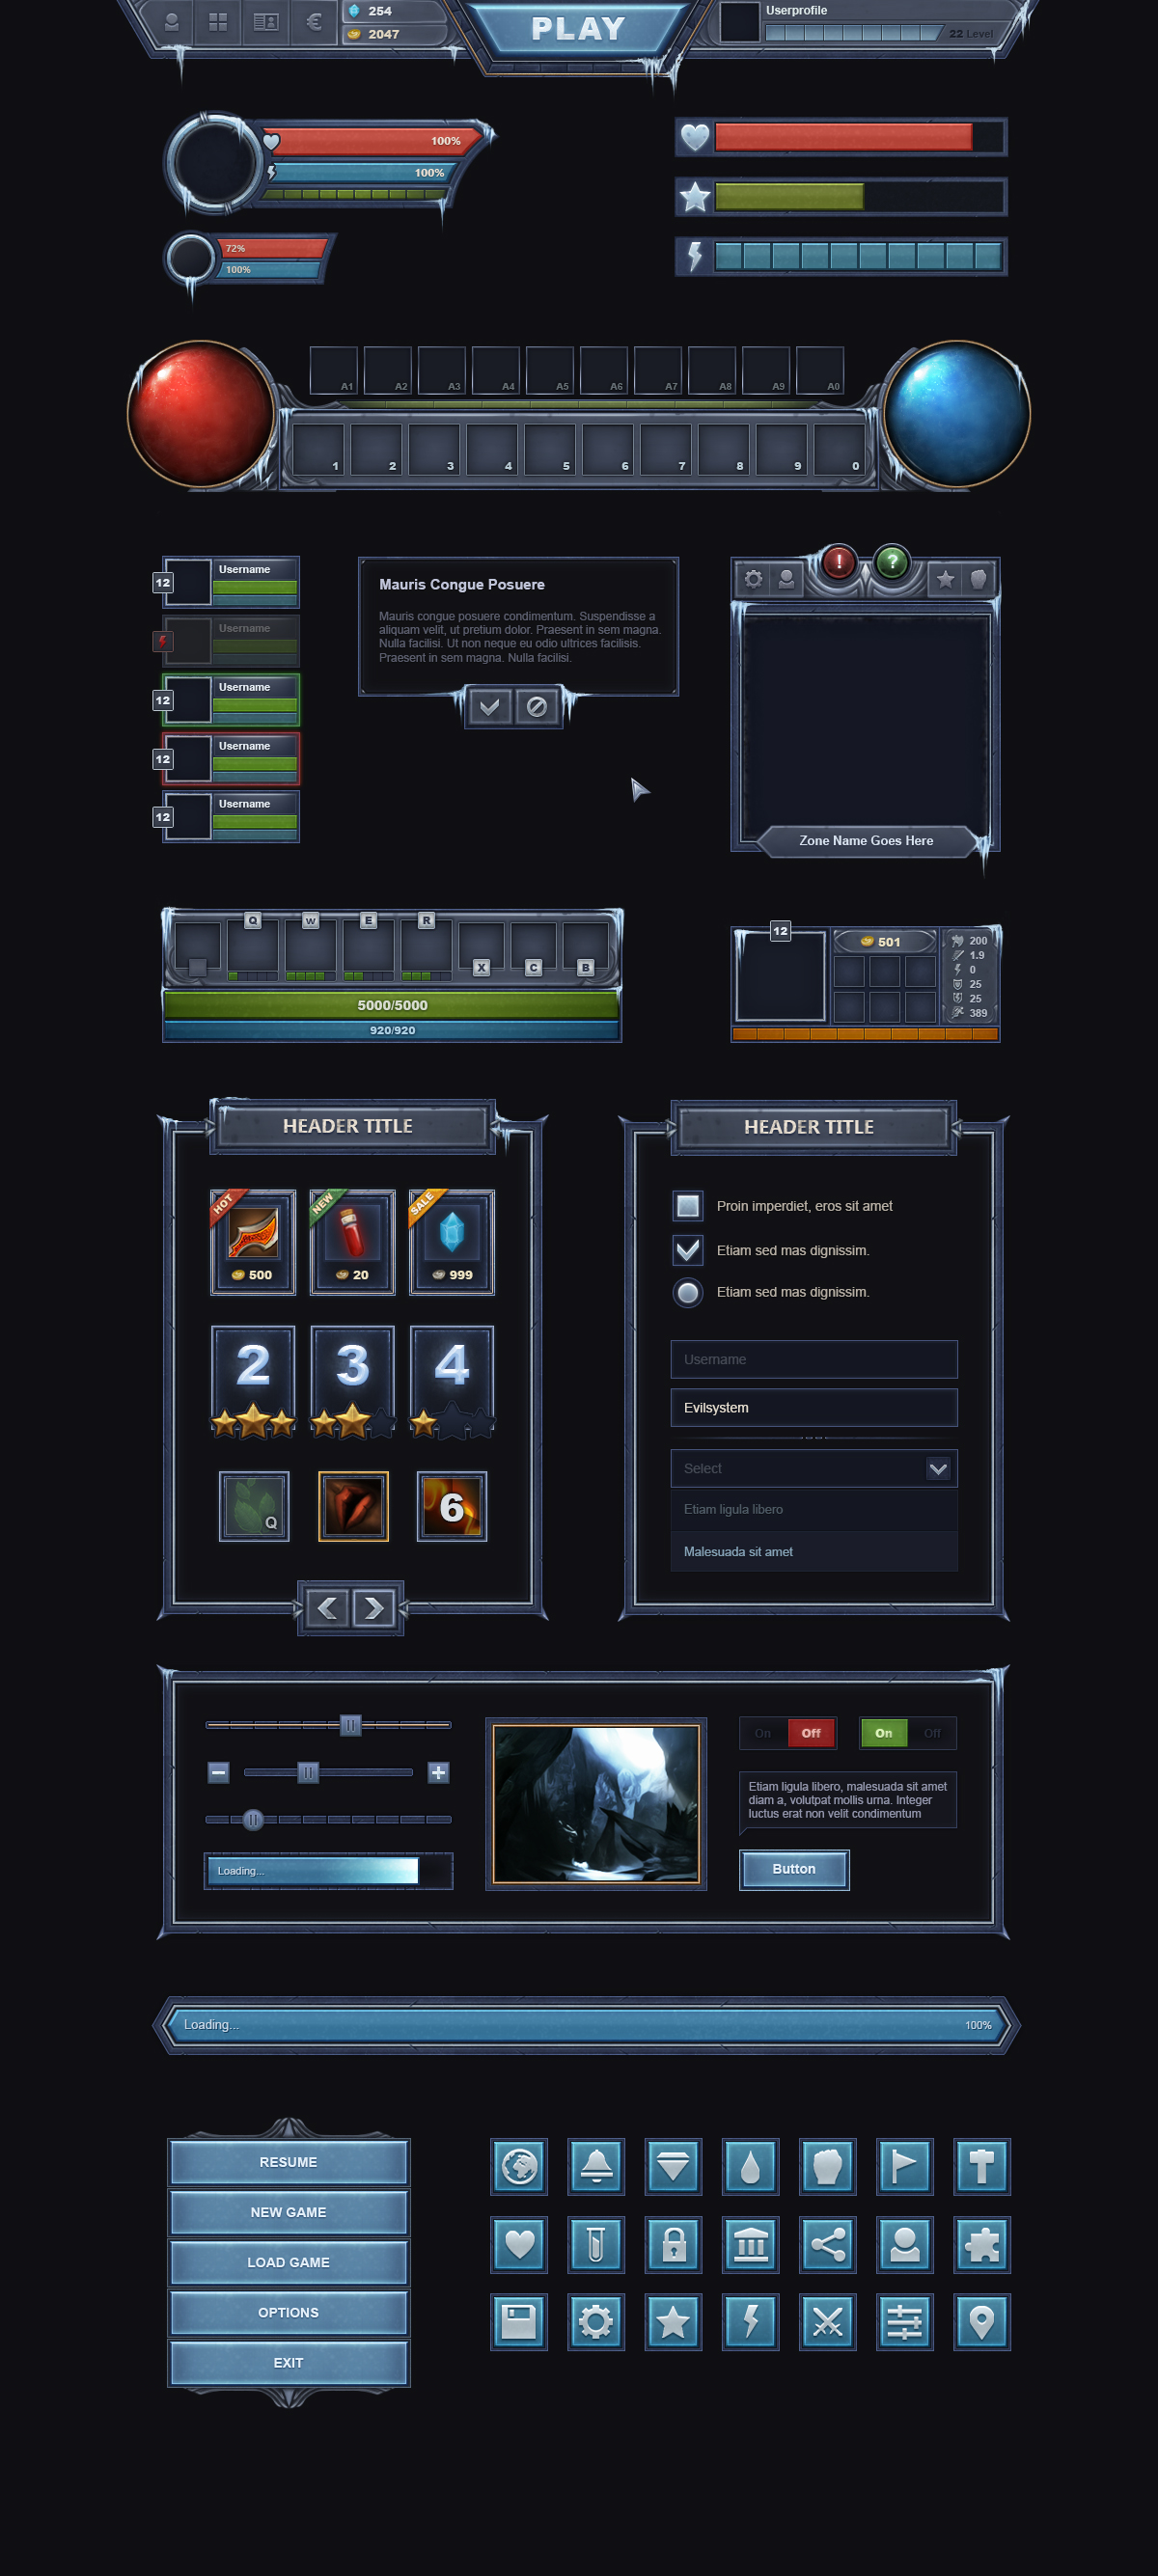 254
2047
PLAY
Userprofile
22 Level
100%
100%
72%
100%
A1 A2 A3 A4 A5 A6 A7 A8 A9 A0
1 2 3 4 5 6 7 8 9 0
12 Username
Username
12 Username
12 Username
12 Username
Mauris Congue Posuere
Mauris congue posuere condimentum. Suspendisse a
aliquam velit, ut pretium dolor. Praesent in sem magna.
Nulla facilisi. Ut non neque eu odio ultrices facilisis.
Praesent in sem magna. Nulla facilisi.
! ?
Zone Name Goes Here
Q W E R
X C B
5000/5000
920/920
12
501
200
1.9
0
25
25
389
HEADER TITLE
HOT NEW SALE
500 20 999
2 3 4
Q 6
HEADER TITLE
Proin imperdiet, eros sit amet
Etiam sed mas dignissim.
Etiam sed mas dignissim.
Username
Evilsystem
Select
Etiam ligula libero
Malesuada sit amet
Loading...
On Off On Off
Etiam ligula libero, malesuada sit amet
diam a, volutpat mollis urna. Integer
luctus erat non velit condimentum
Button
Loading... 100%
RESUME
NEW GAME
LOAD GAME
OPTIONS
EXIT